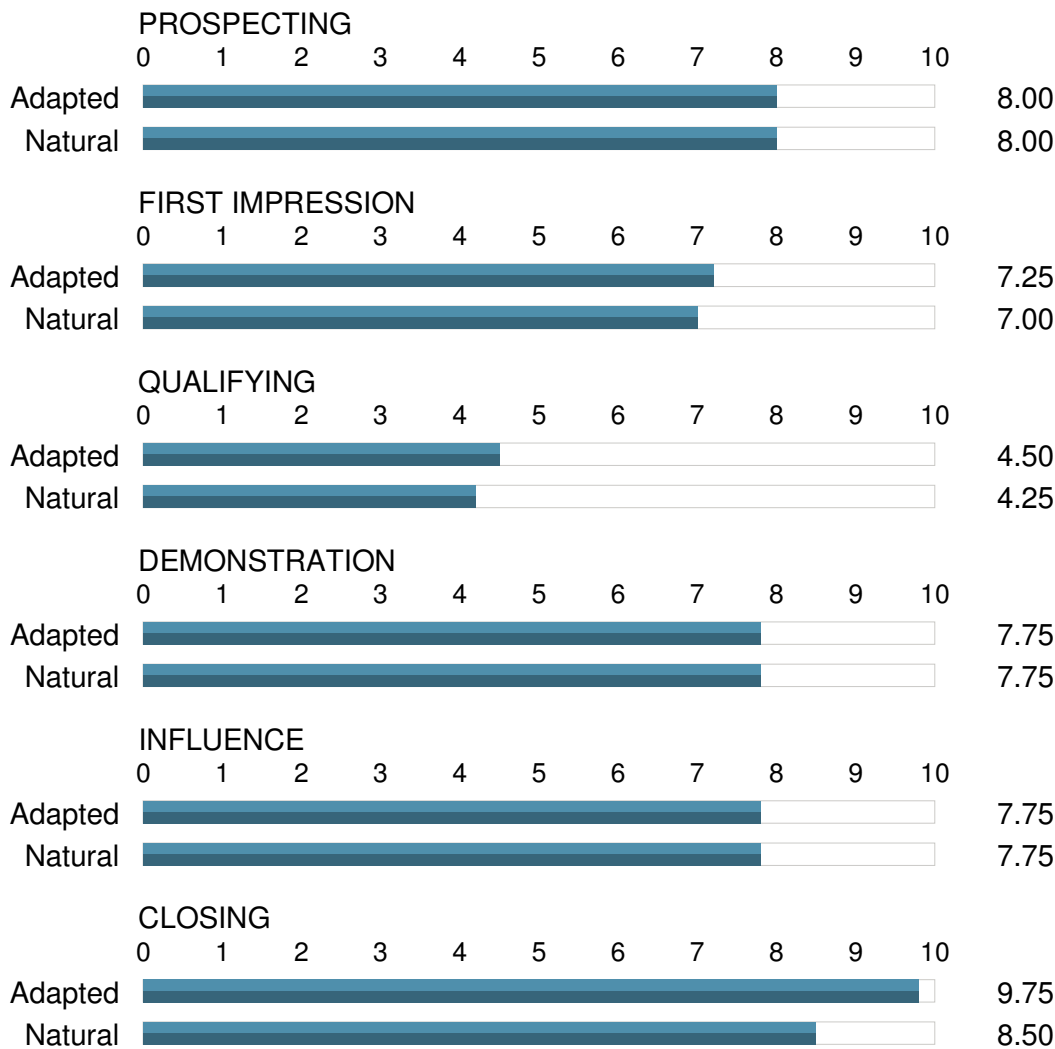 PROSPECTING
0 1 2 3 4 5 6 7 8 9 10
Adapted 8.00
Natural 8.00
FIRST IMPRESSION
0 1 2 3 4 5 6 7 8 9 10
Adapted 7.25
Natural 7.00
QUALIFYING
0 1 2 3 4 5 6 7 8 9 10
Adapted 4.50
Natural 4.25
DEMONSTRATION
0 1 2 3 4 5 6 7 8 9 10
Adapted 7.75
Natural 7.75
INFLUENCE
0 1 2 3 4 5 6 7 8 9 10
Adapted 7.75
Natural 7.75
CLOSING
0 1 2 3 4 5 6 7 8 9 10
Adapted 9.75
Natural 8.50